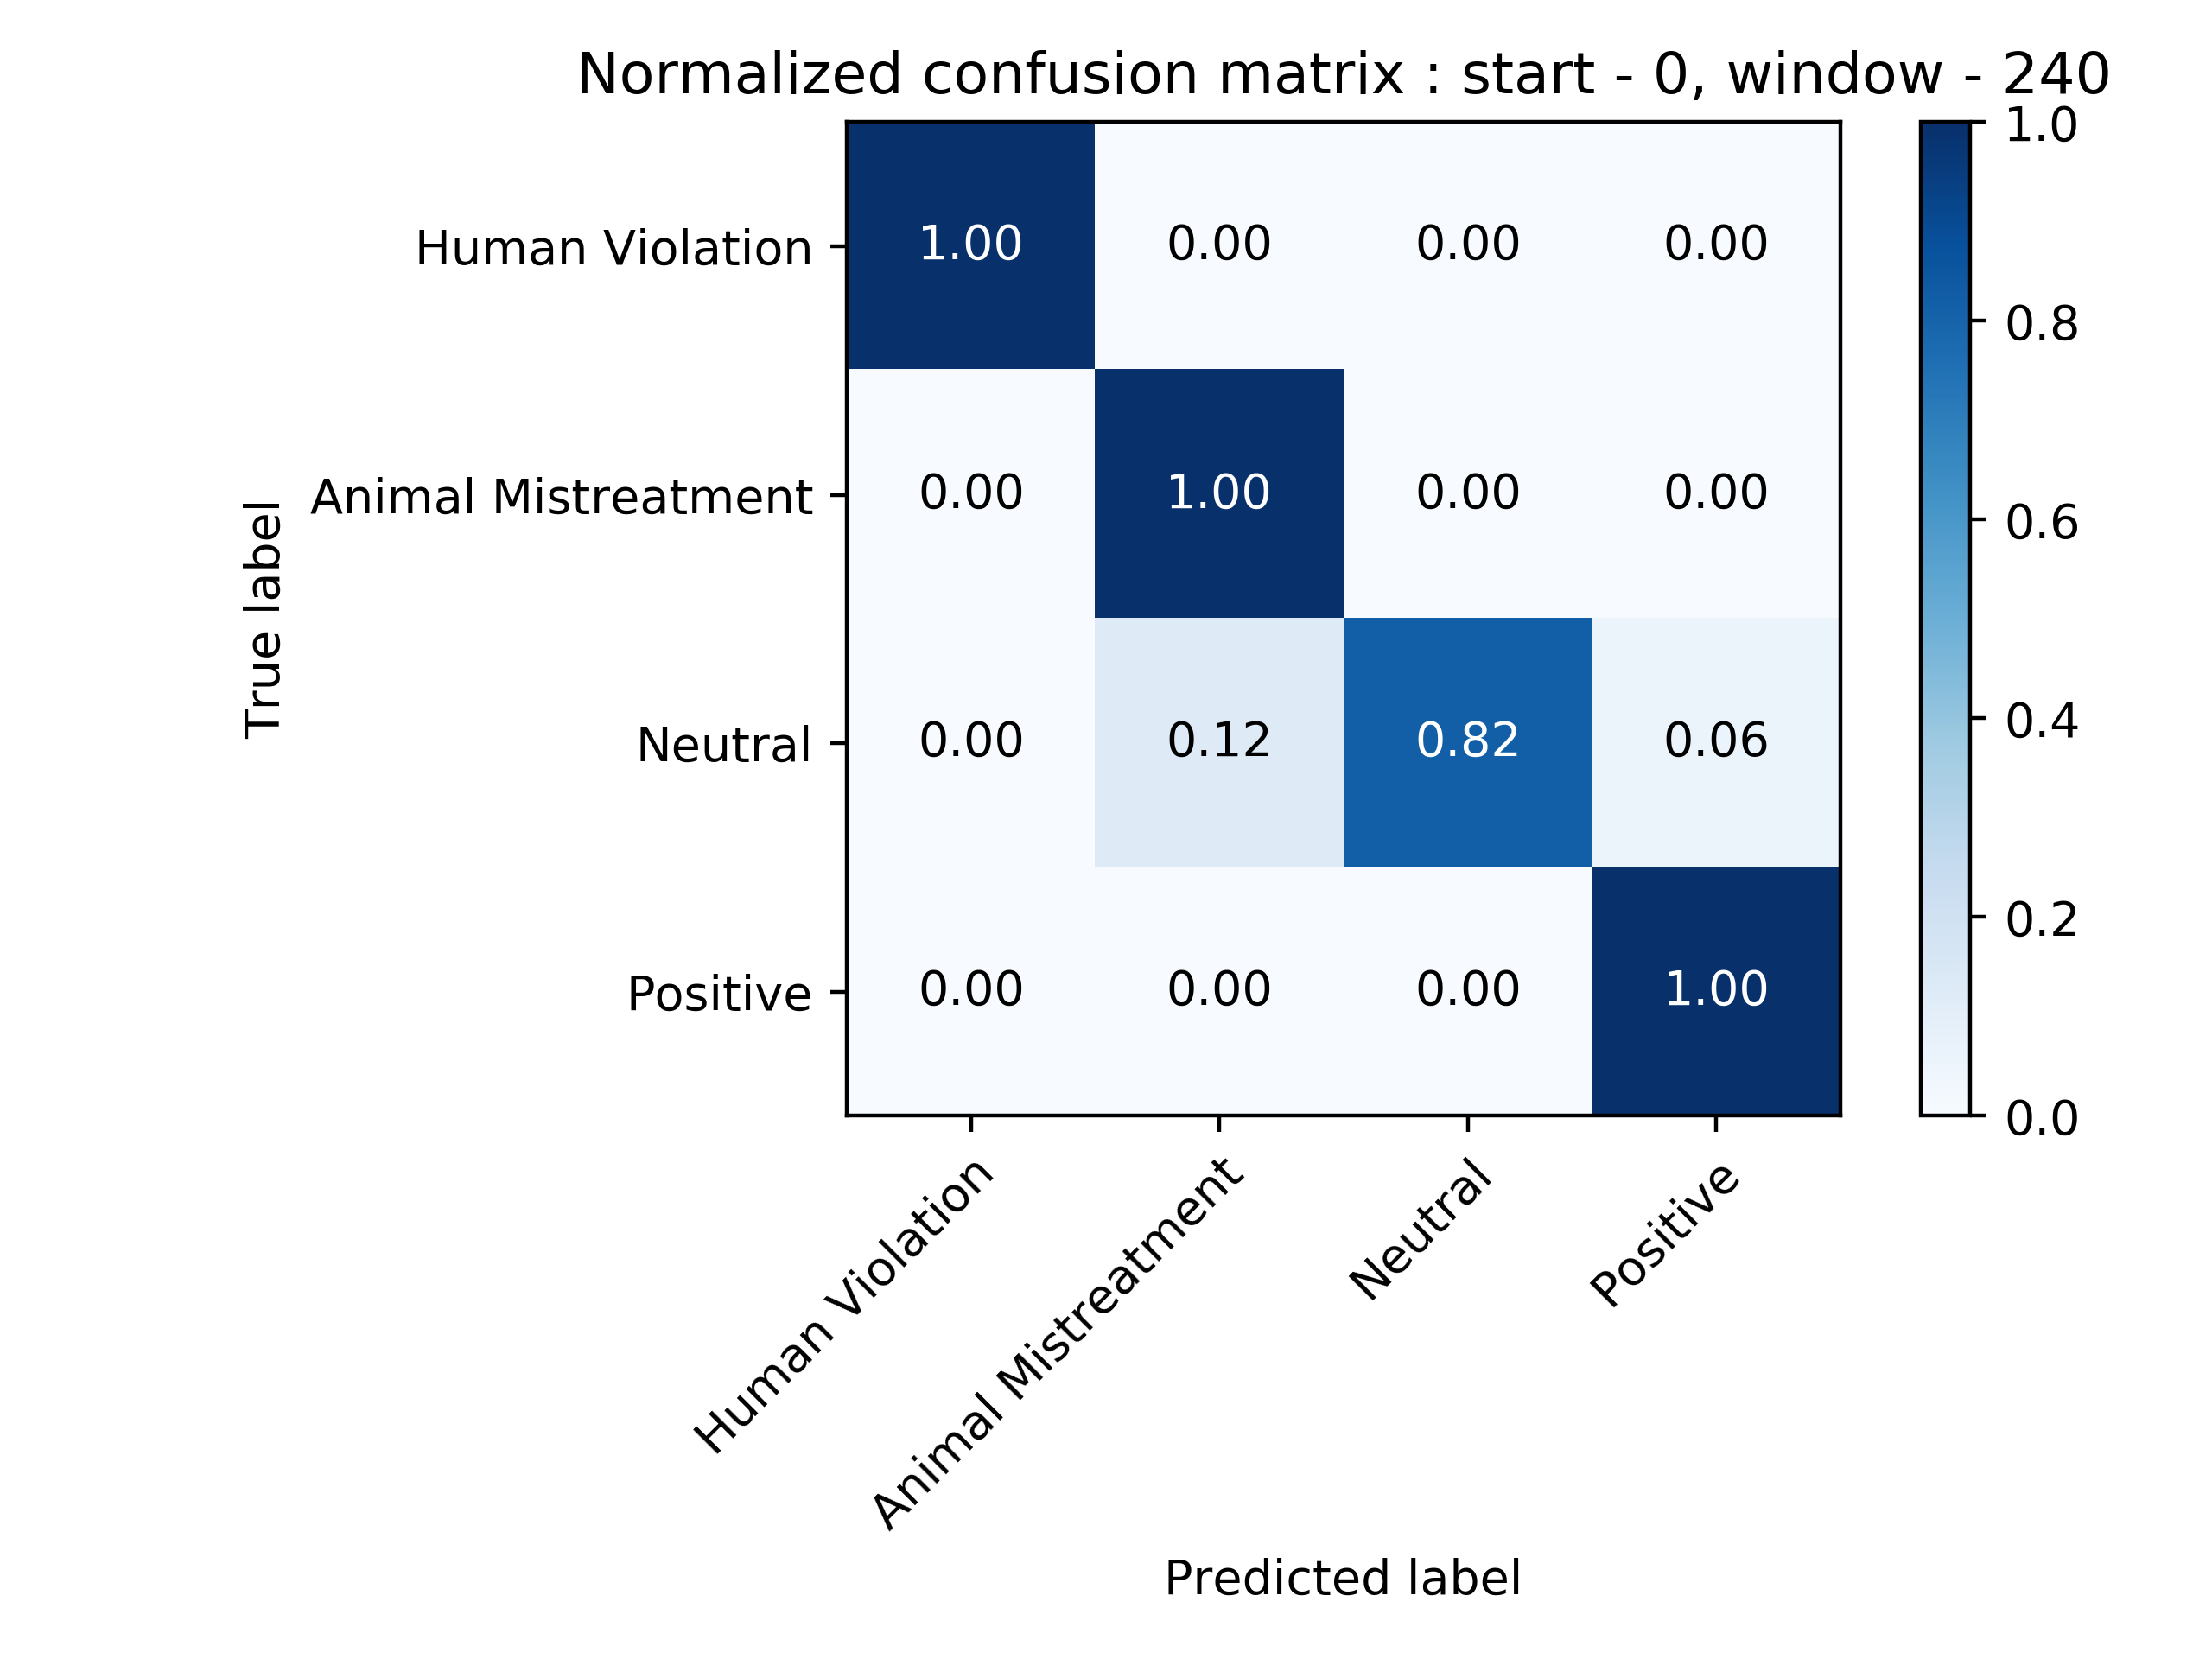 Normalized confusion matrix : start - 0, window - 240
Human Violation
Animal Mistreatment
Neutral
Positive
True label
1.00 0.00 0.00 0.00
0.00 1.00 0.00 0.00
0.00 0.12 0.82 0.06
0.00 0.00 0.00 1.00
1.0
0.8
0.6
0.4
0.2
0.0
Human Violation
Animal Mistreatment
Neutral
Positive
Predicted label